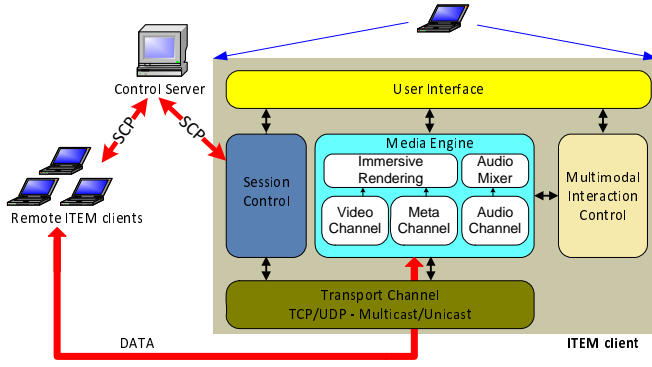 Control Server
SCP
SCP
Remote ITEM clients
User Interface
Session
Control
Media Engine
Immersive
Rendering
Audio
Mixer
Video
Channel
Meta
Channel
Audio
Channel
Multimodal
Interaction
Control
Transport Channel
TCP/UDP - Multicast/Unicast
DATA
ITEM client